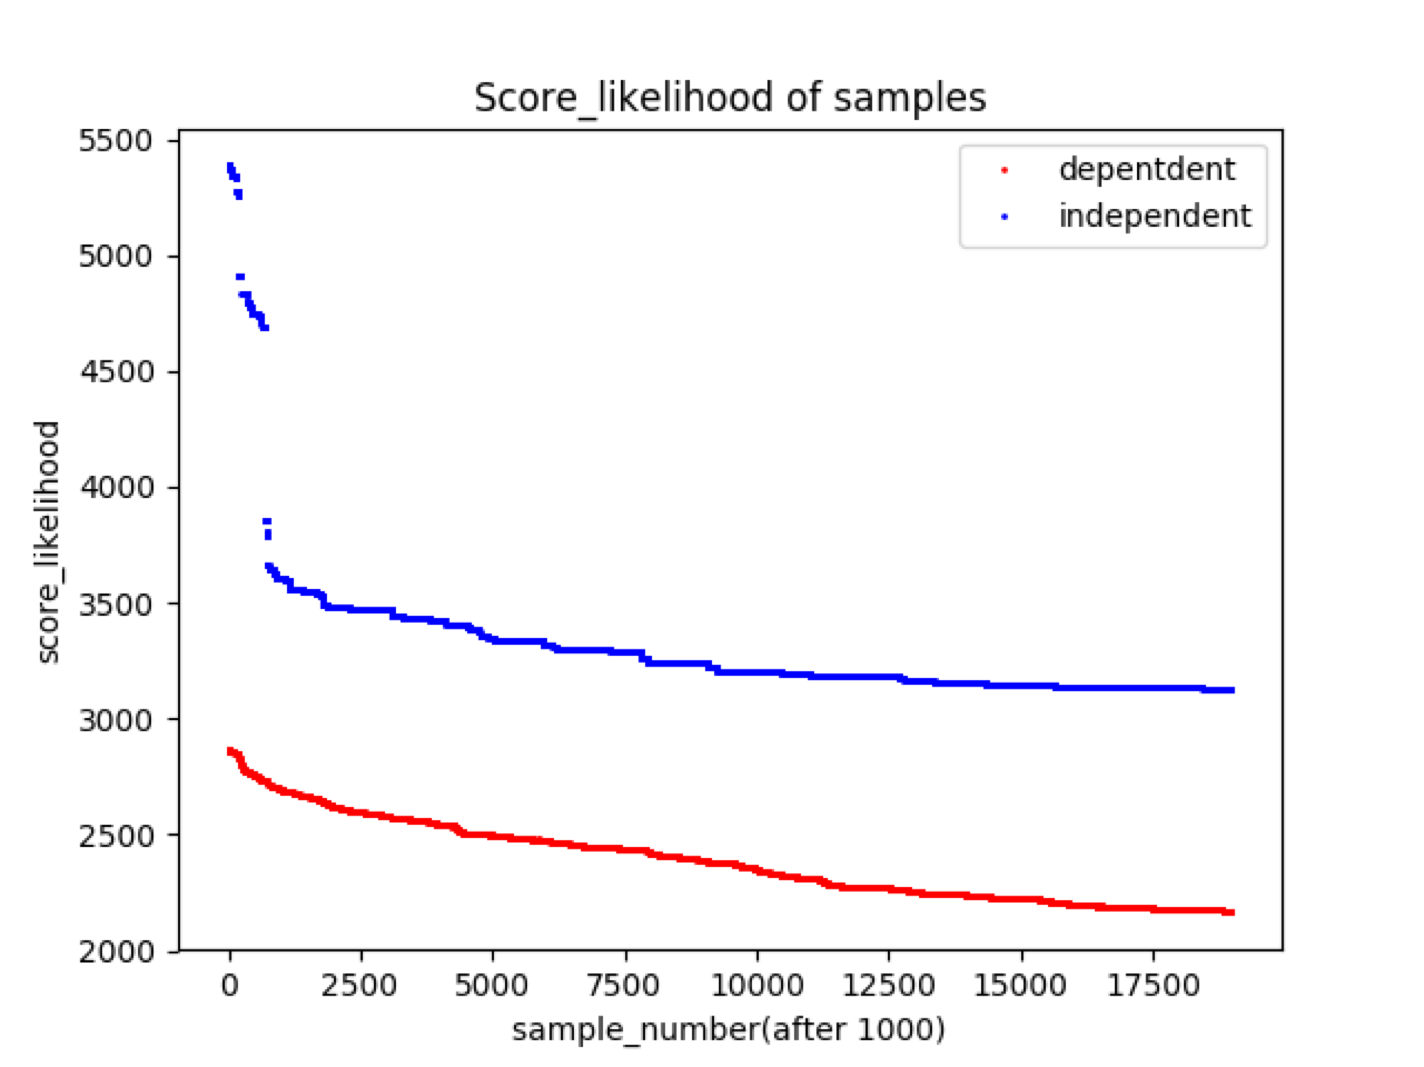 Score_likelihood of samples
5500
5000
4500
4000
3500
3000
2500
2000
score_likelihood
depentdent
independent
0 2500 5000 7500 10000 12500 15000 17500
sample_number(after 1000)